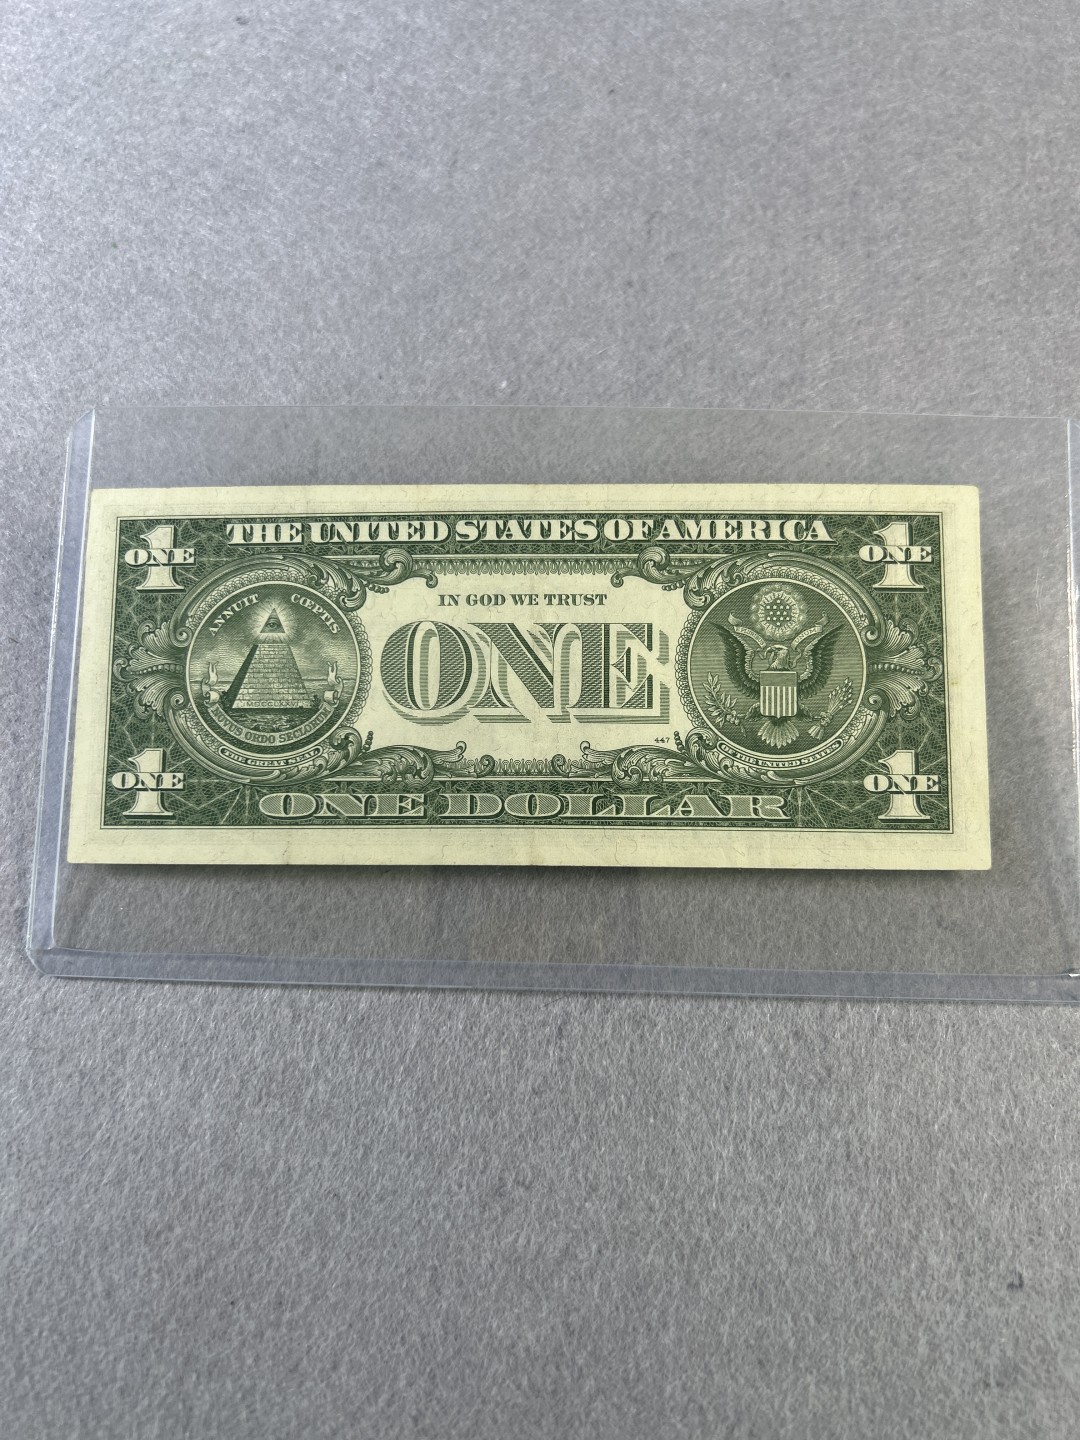 THE UNITED STATES OF AMERICA
1
ONE
1
ONE
IN GOD WE TRUST
ANNUIT CŒPTIS
ONE
MDCCLXXVI
NOVUS ORDO SECLORUM
447
THE GREAT SEAL
OF THE UNITED STATES
1
ONE
1
ONE
ONE DOLLAR